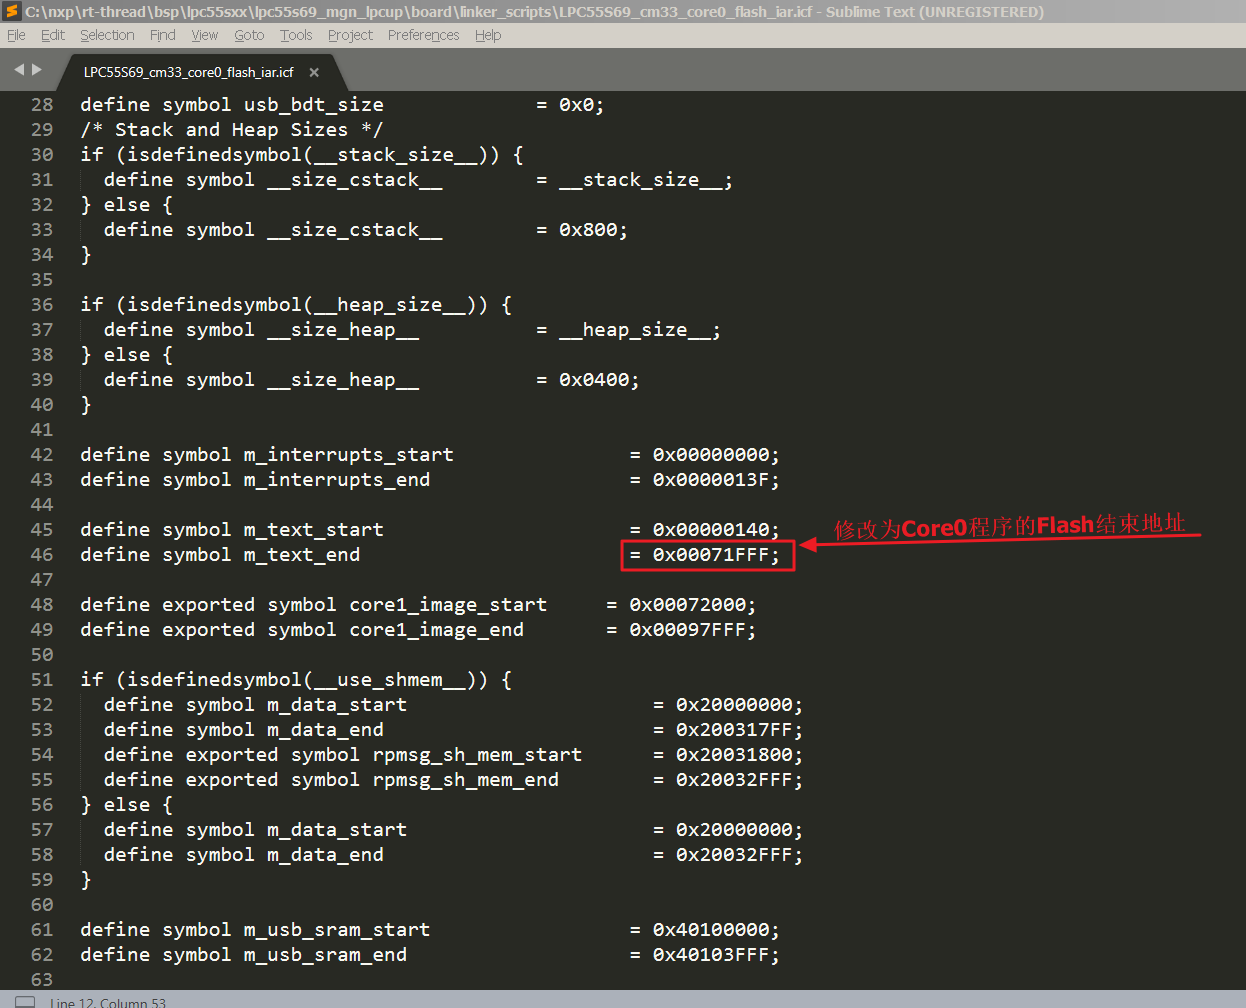 C:\nxp\rt-thread\bsp\lpc55sxx\lpc55s69_mgn_lpcup\board\linker_scripts\LPC55S69_cm33_core0_flash_iar.icf - Sublime Text (UNREGISTERED)
File Edit Selection Find View Goto Tools Project Preferences Help
LPC55S69_cm33_core0_flash_iar.icf ×
28 define symbol usb_bdt_size = 0x0;
29 /* Stack and Heap Sizes */
30 if (isdefinedsymbol(__stack_size__)) {
31 define symbol __size_cstack__ = __stack_size__;
32 } else {
33 define symbol __size_cstack__ = 0x800;
34 }
35
36 if (isdefinedsymbol(__heap_size__)) {
37 define symbol __size_heap__ = __heap_size__;
38 } else {
39 define symbol __size_heap__ = 0x0400;
40 }
41
42 define symbol m_interrupts_start = 0x00000000;
43 define symbol m_interrupts_end = 0x0000013F;
44
45 define symbol m_text_start = 0x00000140;
修改为Core0程序的Flash结束地址
46 define symbol m_text_end = 0x00071FFF;
47
48 define exported symbol core1_image_start = 0x00072000;
49 define exported symbol core1_image_end = 0x00097FFF;
50
51 if (isdefinedsymbol(__use_shmem__)) {
52 define symbol m_data_start = 0x20000000;
53 define symbol m_data_end = 0x200317FF;
54 define exported symbol rpmsg_sh_mem_start = 0x20031800;
55 define exported symbol rpmsg_sh_mem_end = 0x20032FFF;
56 } else {
57 define symbol m_data_start = 0x20000000;
58 define symbol m_data_end = 0x20032FFF;
59 }
60
61 define symbol m_usb_sram_start = 0x40100000;
62 define symbol m_usb_sram_end = 0x40103FFF;
63
Line 12, Column 53